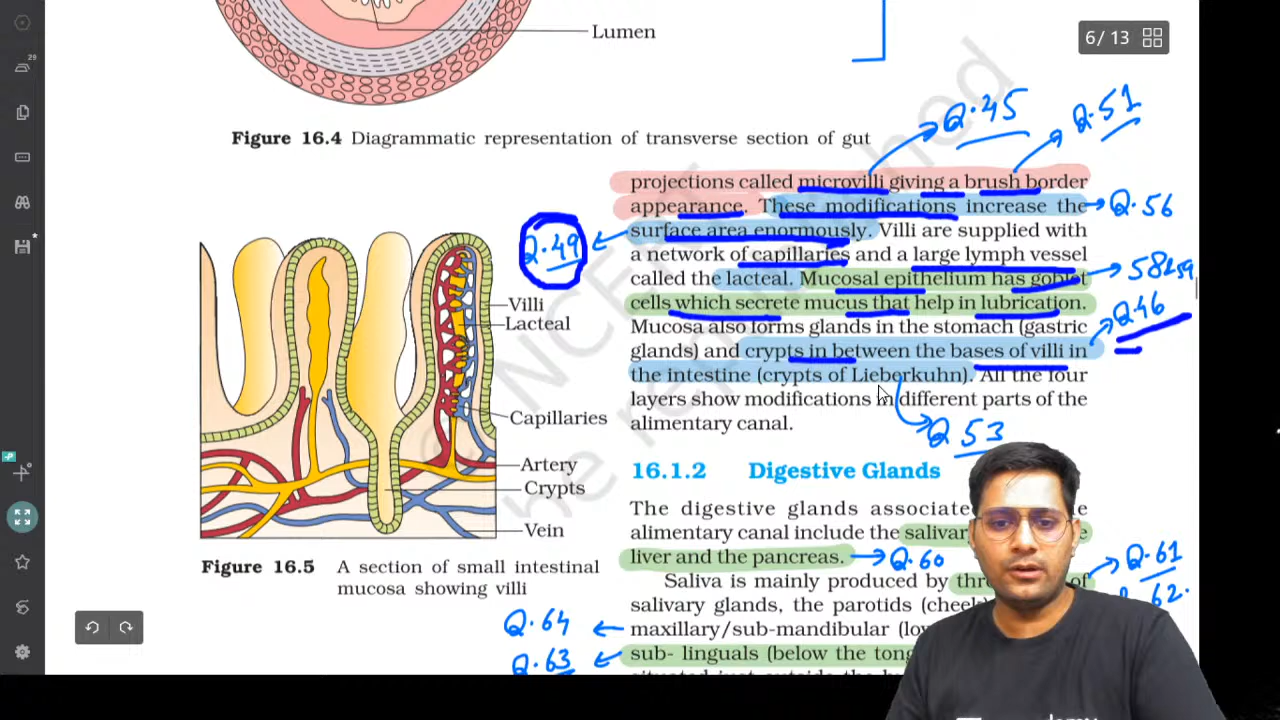 Lumen
6 / 13
29
Figure 16.4 Diagrammatic representation of transverse section of gut
Q.45
Q.51
projections called microvilli giving a brush border
appearance. These modifications increase the
Q.56
surface area enormously. Villi are supplied with
Q.49
a network of capillaries and a large lymph vessel
called the lacteal. Mucosal epithelium has goblet
58 & 59
cells which secrete mucus that help in lubrication.
Q.46
Mucosa also forms glands in the stomach (gastric
glands) and crypts in between the bases of villi in
the intestine (crypts of Lieberkuhn). All the four
layers show modifications in different parts of the
alimentary canal.
Q 53
Villi
Lacteal
Capillaries
Artery
Crypts
Vein
Figure 16.5 A section of small intestinal
mucosa showing villi
16.1.2 Digestive Glands
The digestive glands associate
alimentary canal include the
liver and the pancreas.
Q.60
Q.61
62.
Saliva is mainly produced by
salivary glands, the parotids (cheek)
Q.64
maxillary/sub-mandibular
Q.63
sub- linguals (below the